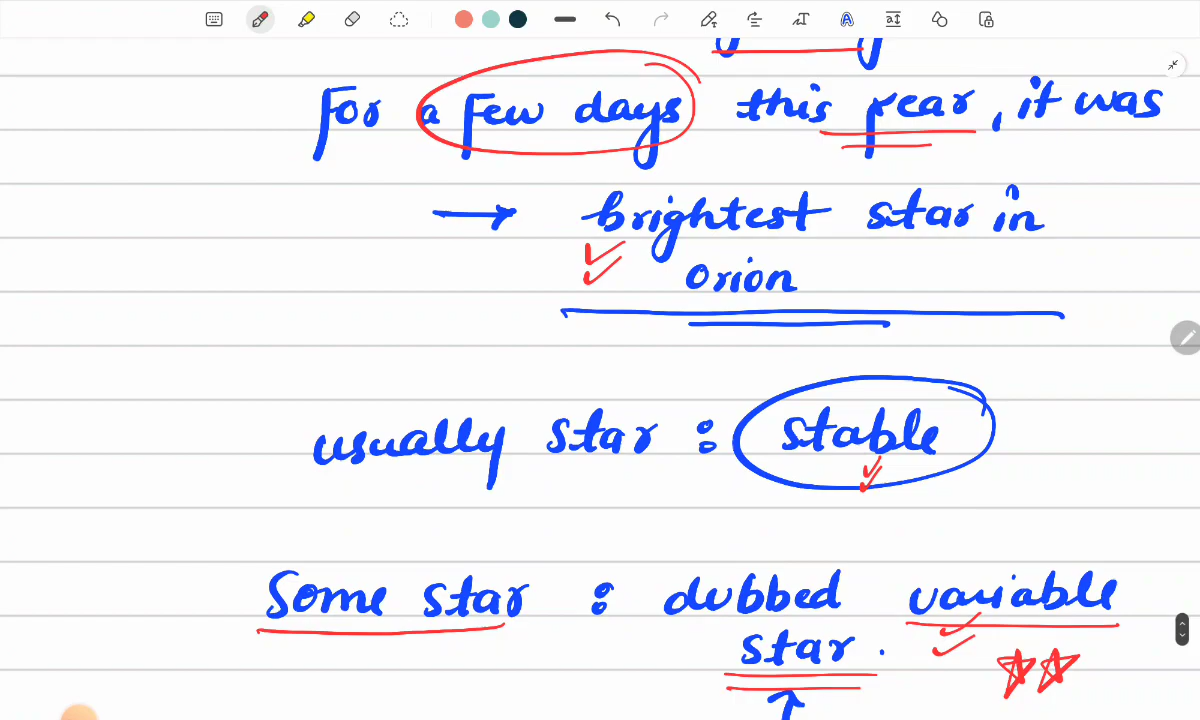 For a few days this year, it was
→ brightest star in
orion
usually star : stable
Some star : dubbed variable
star.